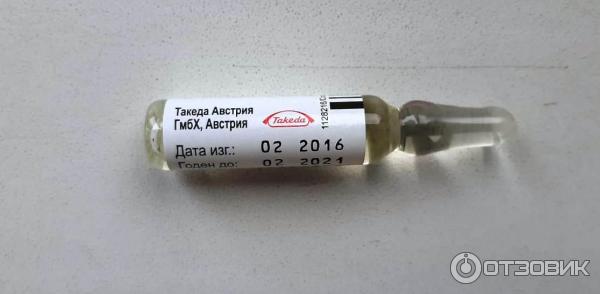 Такеда Австрия
ГмбХ, Австрия
Takeda
Дата изг.: 02 2016
Годен до: 02 2021
ОТЗОВИК